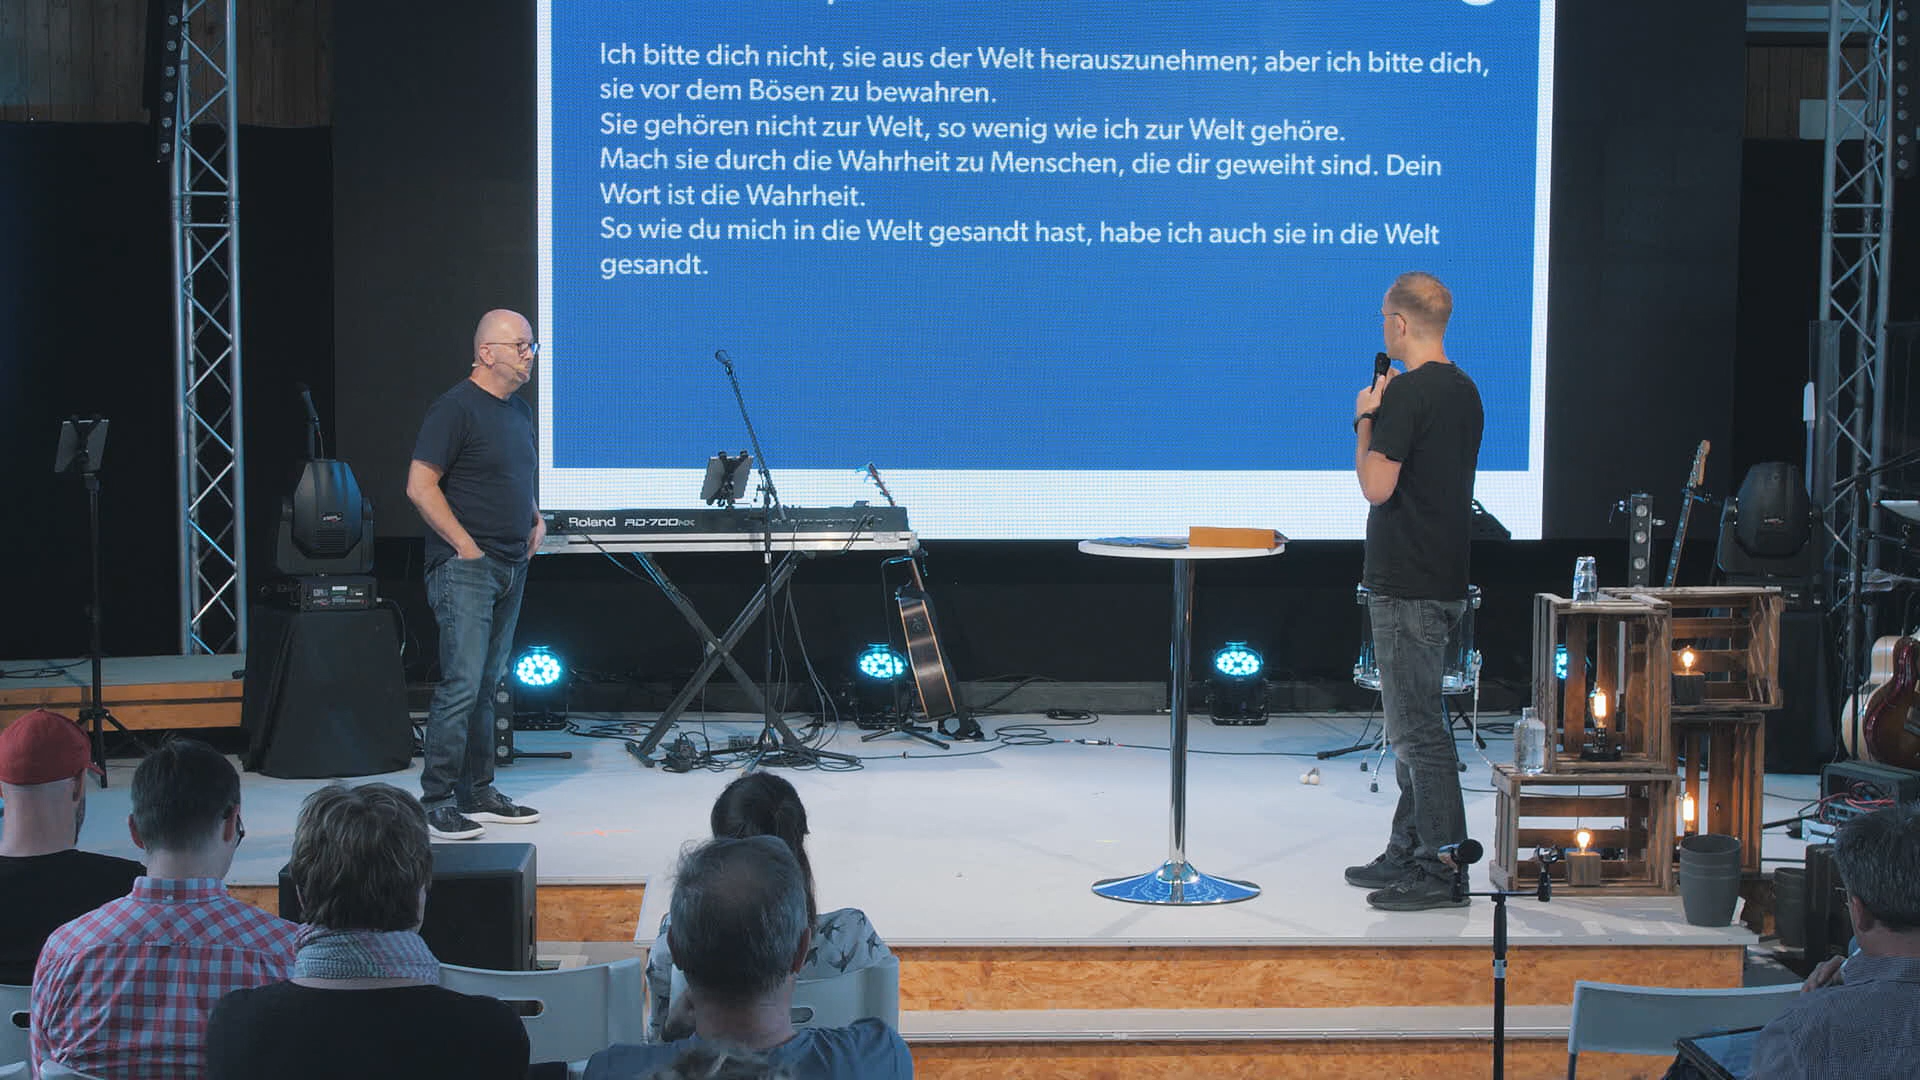 Ich bitte dich nicht, sie aus der Welt herauszunehmen; aber ich bitte dich,
sie vor dem Bösen zu bewahren.
Sie gehören nicht zur Welt, so wenig wie ich zur Welt gehöre.
Mach sie durch die Wahrheit zu Menschen, die dir geweiht sind. Dein
Wort ist die Wahrheit.
So wie du mich in die Welt gesandt hast, habe ich auch sie in die Welt
gesandt.
Roland RD-700NX